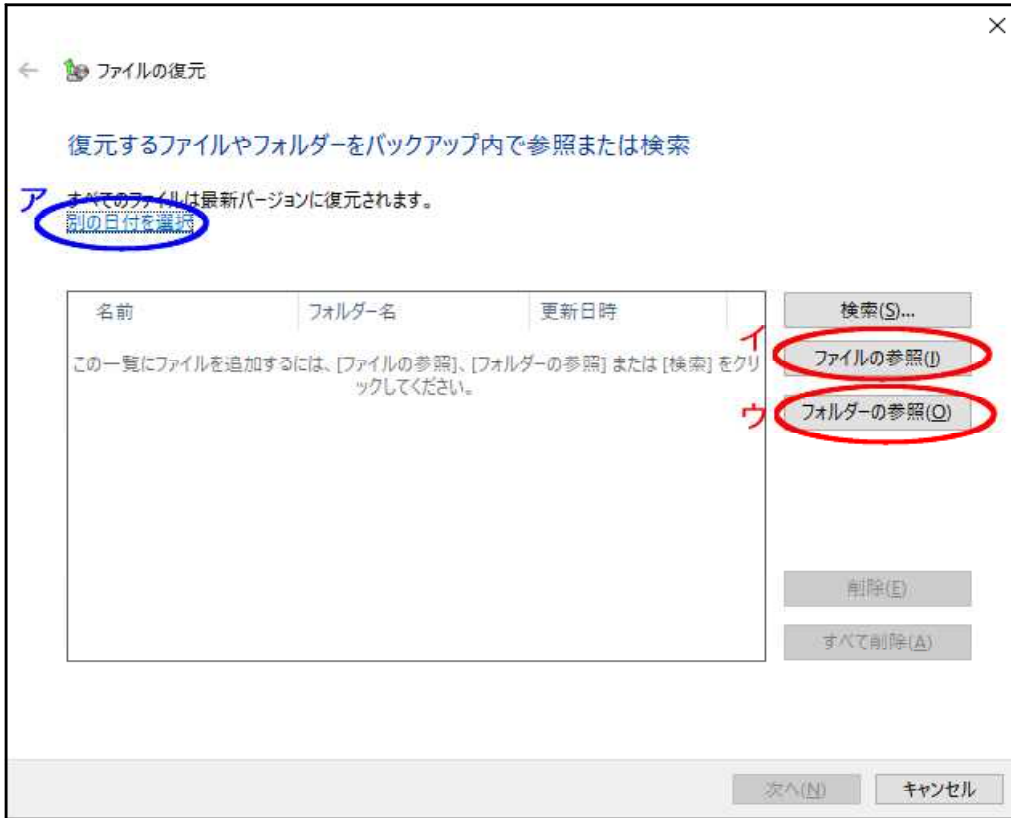 ファイルの復元
復元するファイルやフォルダーをバックアップ内で参照または検索
ア
すべてのファイルは最新バージョンに復元されます。
別の日付を選択
名前 フォルダー名 更新日時
検索(S)...
イ
ファイルの参照(I)
この一覧にファイルを追加するには、[ファイルの参照]、[フォルダーの参照] または [検索] をクリ
ックしてください。
ウ
フォルダーの参照(O)
削除(E)
すべて削除(A)
次へ(N) キャンセル